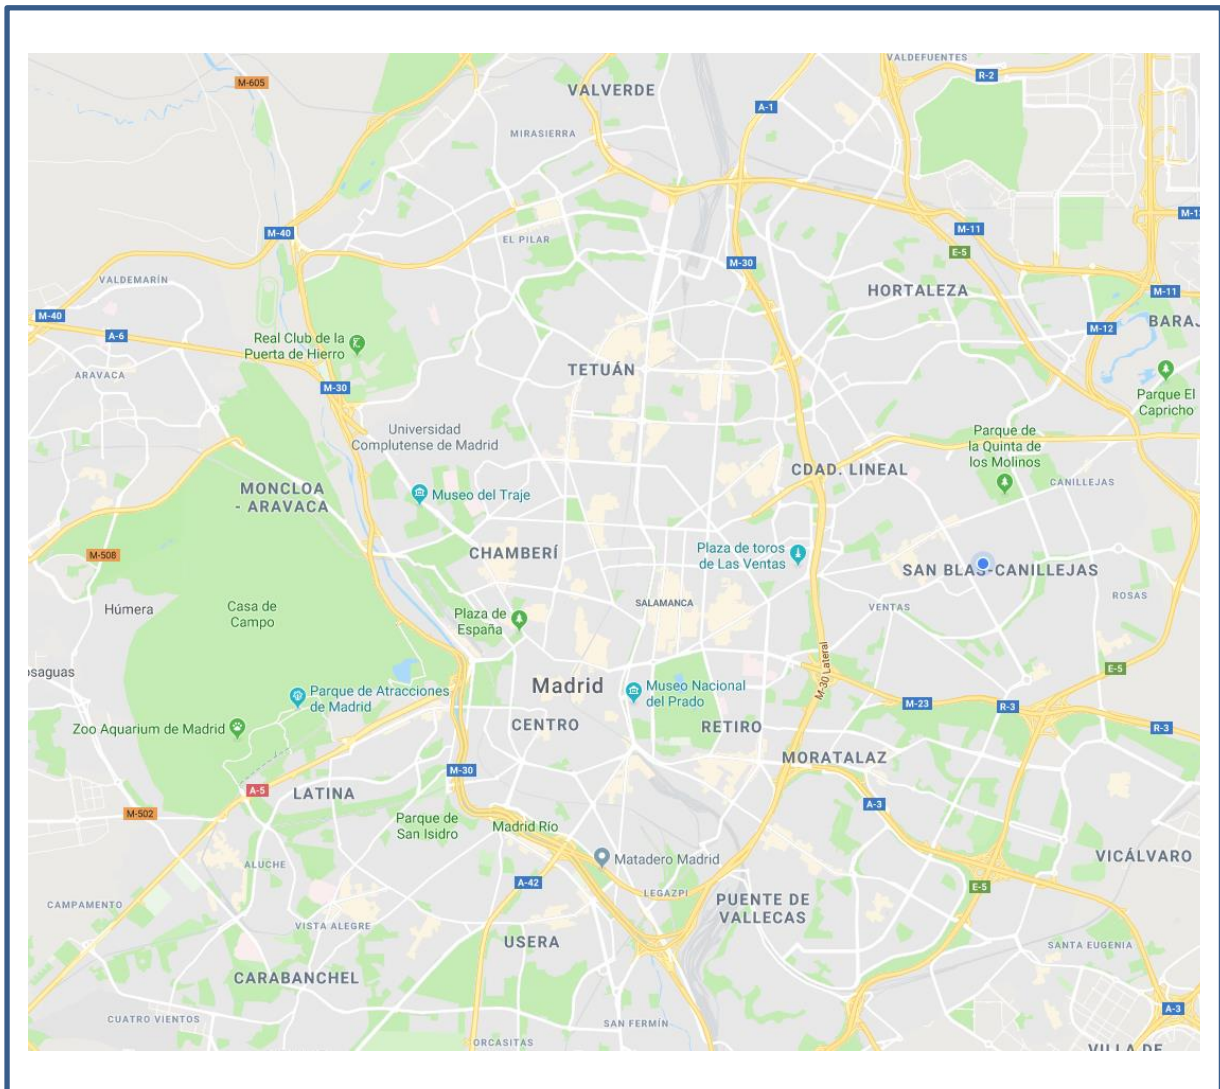 VALDEFUENTES
R-2
M-605
VALVERDE
A-1
MIRASIERRA
M-40
EL PILAR
M-11
E-5
M-30
VALDEMARÍN
HORTALEZA
M-11
M-40
BARAJ
M-12
A-6
Real Club de la
Puerta de Hierro
ARAVACA
TETUÁN
M-30
Parque El
Capricho
Universidad
Complutense de Madrid
Parque de
la Quinta de
los Molinos
CDAD. LINEAL
CANILLEJAS
MONCLOA
- ARAVACA
Museo del Traje
M-508
CHAMBERÍ
Plaza de toros
de Las Ventas
SAN BLAS-CANILLEJAS
ROSAS
Húmera
Casa de
Campo
SALAMANCA
VENTAS
Plaza de
España
M-30 Lateral
osaguas
E-5
Madrid
Museo Nacional
del Prado
Parque de Atracciones
de Madrid
M-23
R-3
R-3
Zoo Aquarium de Madrid
CENTRO
RETIRO
MORATALAZ
M-30
A-5
LATINA
A-3
M-502
Parque de
San Isidro
Madrid Río
ALUCHE
Matadero Madrid
VICÁLVARO
A-42
LEGAZPI
E-5
CAMPAMENTO
PUENTE DE
VALLECAS
VISTA ALEGRE
USERA
SANTA EUGENIA
CARABANCHEL
A-3
CUATRO VIENTOS
SAN FERMÍN
ORCASITAS